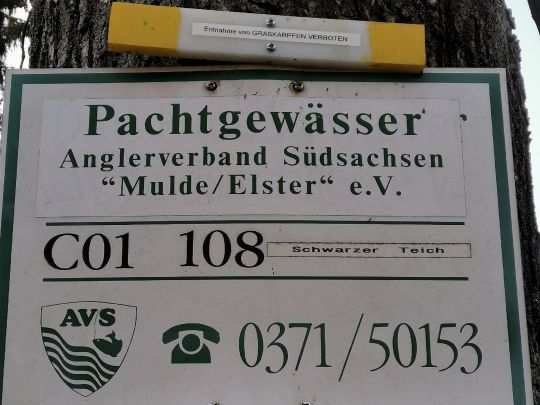 Entnahme von GRASKARPFEN VERBOTEN
Pachtgewässer
Anglerverband Südsachsen
“Mulde/Elster“ e.V.
C01 108 Schwarzer Teich
AVS
☎ 0371/50153